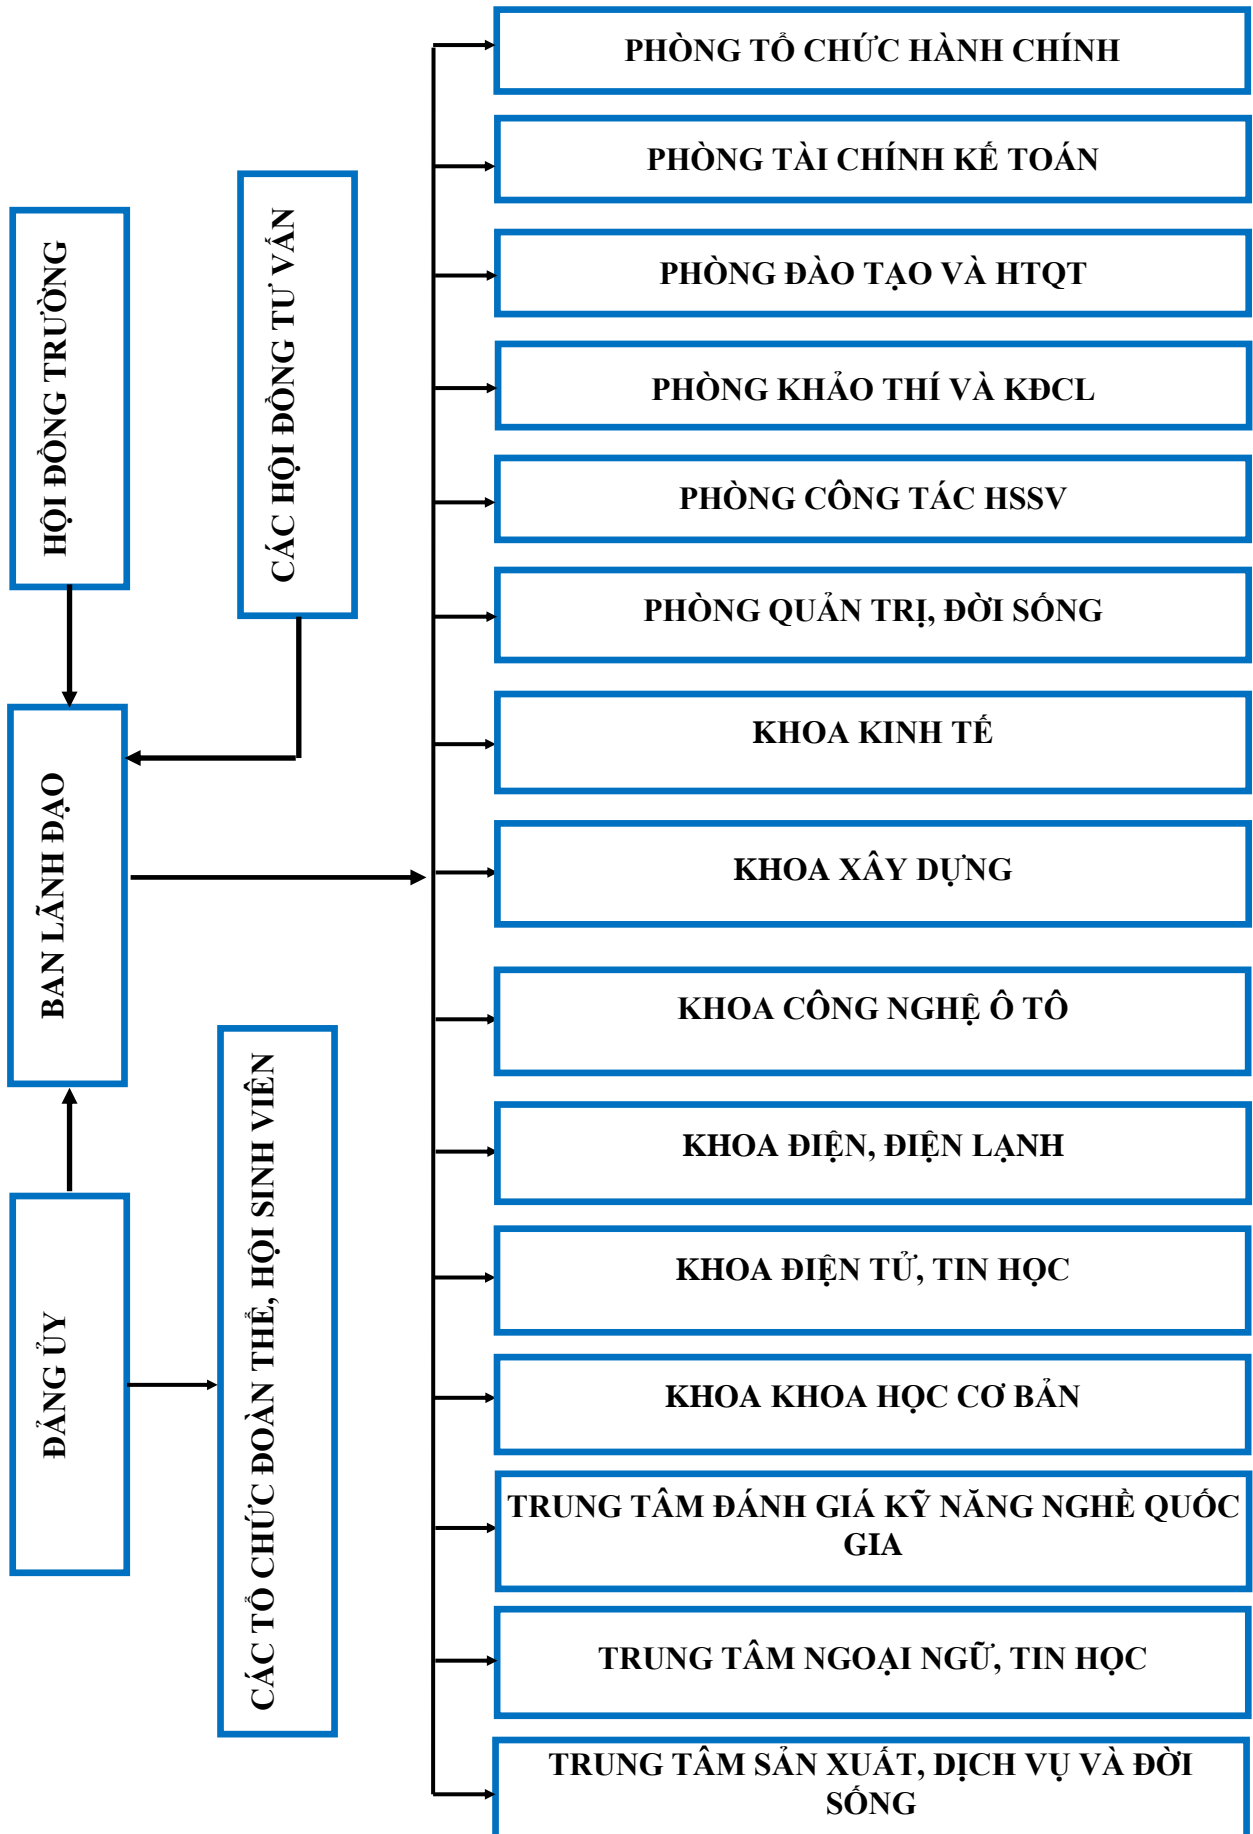 HỘI ĐỒNG TRƯỜNG
CÁC HỘI ĐỒNG TƯ VẤN
BAN LÃNH ĐẠO
ĐẢNG ỦY
CÁC TỔ CHỨC ĐOÀN THỂ, HỘI SINH VIÊN
PHÒNG TỔ CHỨC HÀNH CHÍNH
PHÒNG TÀI CHÍNH KẾ TOÁN
PHÒNG ĐÀO TẠO VÀ HTQT
PHÒNG KHẢO THÍ VÀ KĐCL
PHÒNG CÔNG TÁC HSSV
PHÒNG QUẢN TRỊ, ĐỜI SỐNG
KHOA KINH TẾ
KHOA XÂY DỰNG
KHOA CÔNG NGHỆ Ô TÔ
KHOA ĐIỆN, ĐIỆN LẠNH
KHOA ĐIỆN TỬ, TIN HỌC
KHOA KHOA HỌC CƠ BẢN
TRUNG TÂM ĐÁNH GIÁ KỸ NĂNG NGHỀ QUỐC
GIA
TRUNG TÂM NGOẠI NGỮ, TIN HỌC
TRUNG TÂM SẢN XUẤT, DỊCH VỤ VÀ ĐỜI
SỐNG